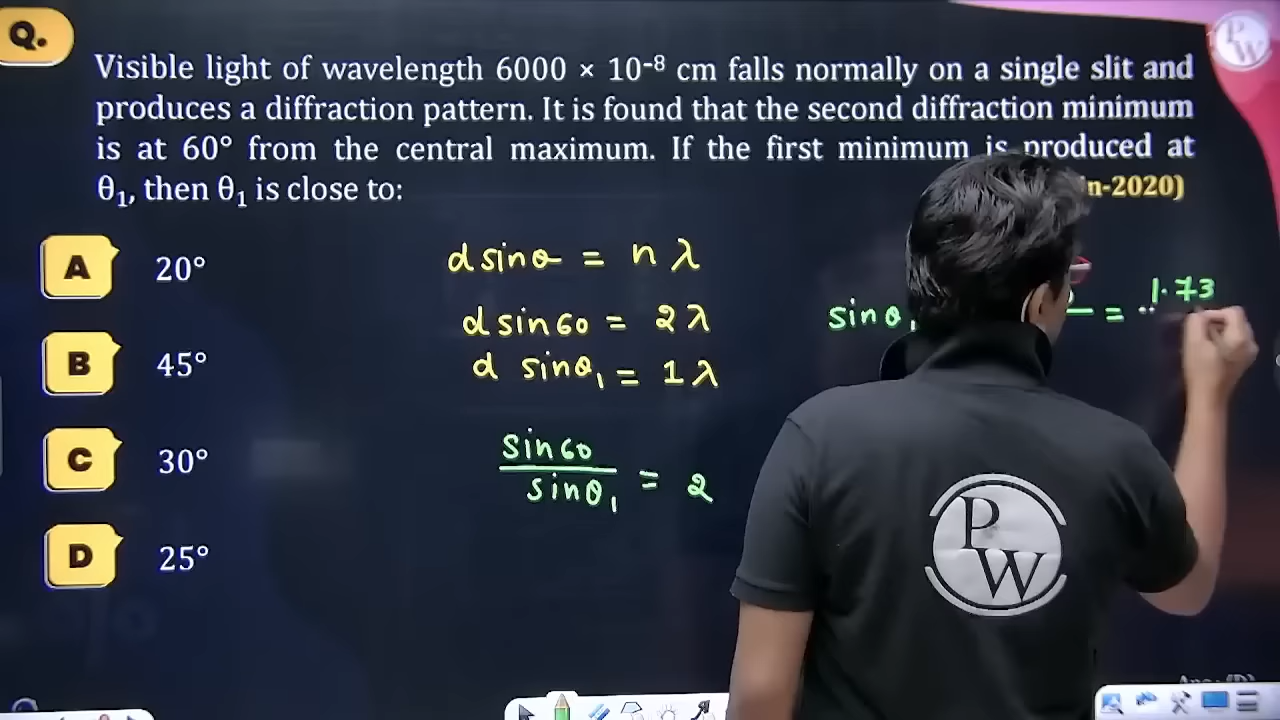 Q.
PW
Visible light of wavelength 6000 × 10⁻⁸ cm falls normally on a single slit and
produces a diffraction pattern. It is found that the second diffraction minimum
is at 60° from the central maximum. If the first minimum is produced at
θ₁, then θ₁ is close to:
n-2020)
A 20°
B 45°
C 30°
D 25°
d sinθ = nλ
d sin60 = 2λ
d sinθ₁ = 1λ
sin60
sinθ₁ = 2
sinθ₁
= 1.73
PW